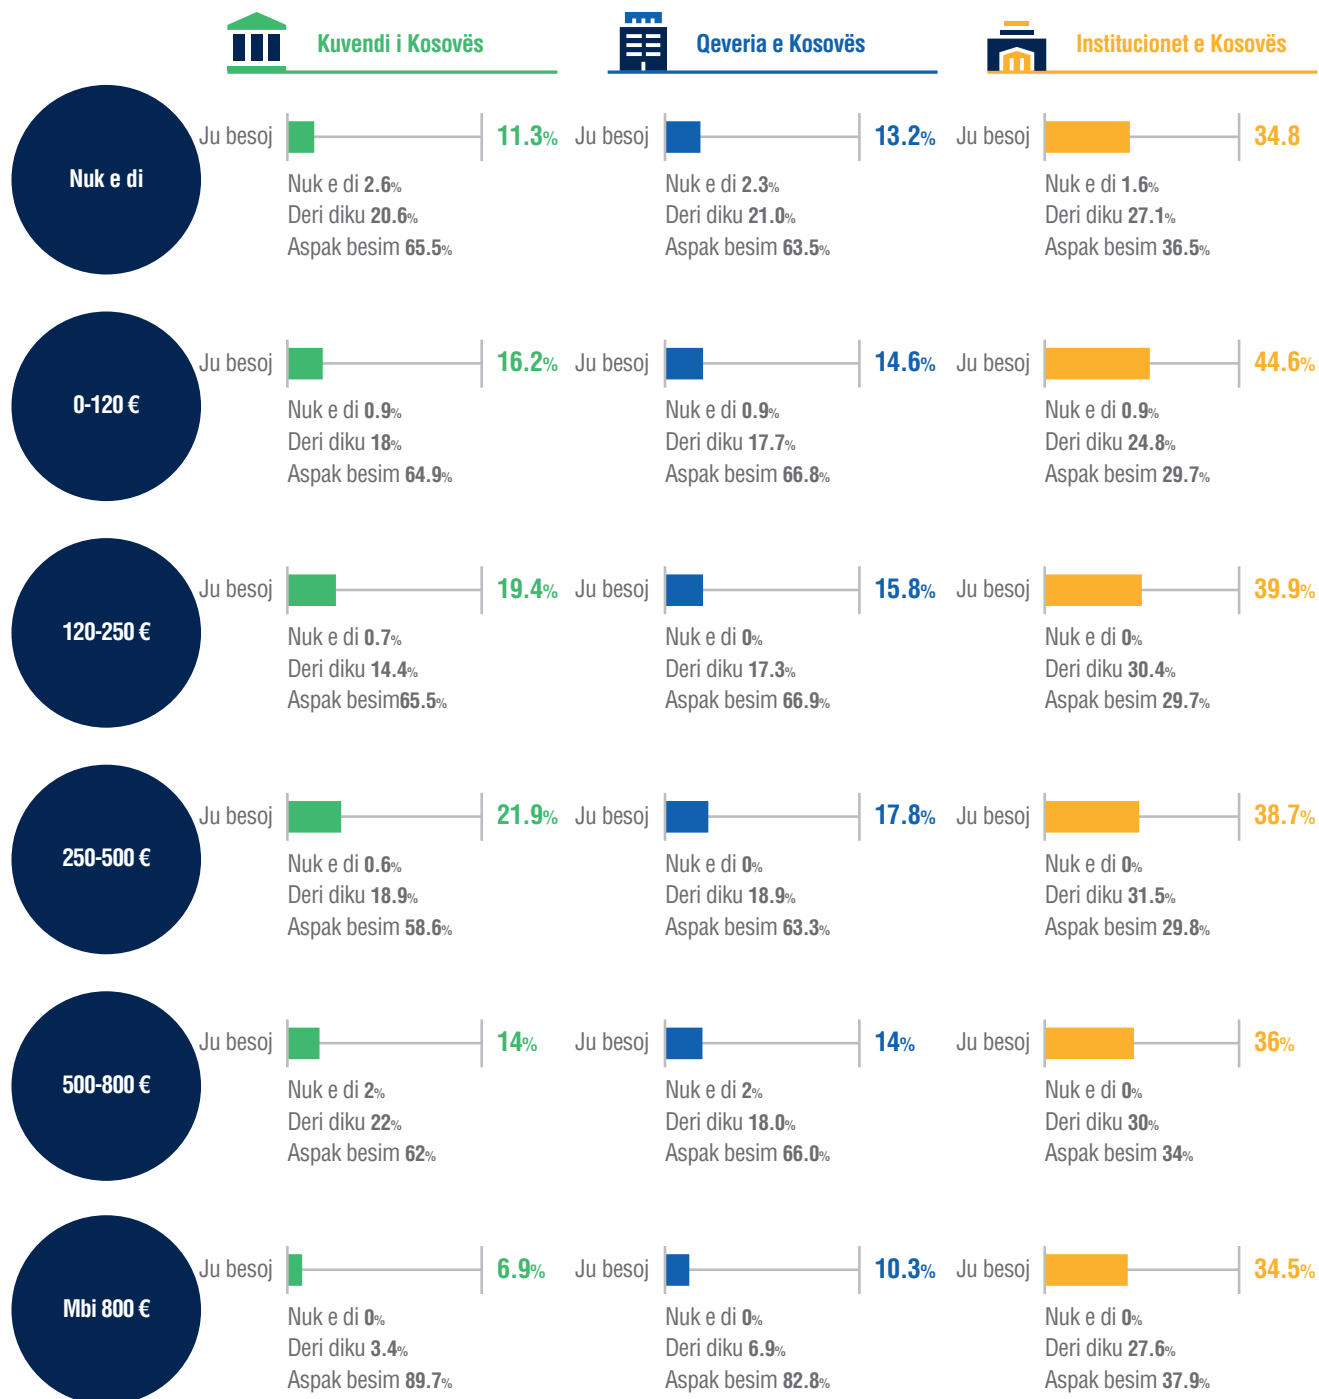 Kuvendi i Kosovës
Qeveria e Kosovës
Institucionet e Kosovës
Nuk e di
Ju besoj 11.3%
Nuk e di 2.6%
Deri diku 20.6%
Aspak besim 65.5%
Ju besoj 13.2%
Nuk e di 2.3%
Deri diku 21.0%
Aspak besim 63.5%
Ju besoj 34.8
Nuk e di 1.6%
Deri diku 27.1%
Aspak besim 36.5%
0-120 €
Ju besoj 16.2%
Nuk e di 0.9%
Deri diku 18%
Aspak besim 64.9%
Ju besoj 14.6%
Nuk e di 0.9%
Deri diku 17.7%
Aspak besim 66.8%
Ju besoj 44.6%
Nuk e di 0.9%
Deri diku 24.8%
Aspak besim 29.7%
120-250 €
Ju besoj 19.4%
Nuk e di 0.7%
Deri diku 14.4%
Aspak besim65.5%
Ju besoj 15.8%
Nuk e di 0%
Deri diku 17.3%
Aspak besim 66.9%
Ju besoj 39.9%
Nuk e di 0%
Deri diku 30.4%
Aspak besim 29.7%
250-500 €
Ju besoj 21.9%
Nuk e di 0.6%
Deri diku 18.9%
Aspak besim 58.6%
Ju besoj 17.8%
Nuk e di 0%
Deri diku 18.9%
Aspak besim 63.3%
Ju besoj 38.7%
Nuk e di 0%
Deri diku 31.5%
Aspak besim 29.8%
500-800 €
Ju besoj 14%
Nuk e di 2%
Deri diku 22%
Aspak besim 62%
Ju besoj 14%
Nuk e di 2%
Deri diku 18.0%
Aspak besim 66.0%
Ju besoj 36%
Nuk e di 0%
Deri diku 30%
Aspak besim 34%
Mbi 800 €
Ju besoj 6.9%
Nuk e di 0%
Deri diku 3.4%
Aspak besim 89.7%
Ju besoj 10.3%
Nuk e di 0%
Deri diku 6.9%
Aspak besim 82.8%
Ju besoj 34.5%
Nuk e di 0%
Deri diku 27.6%
Aspak besim 37.9%